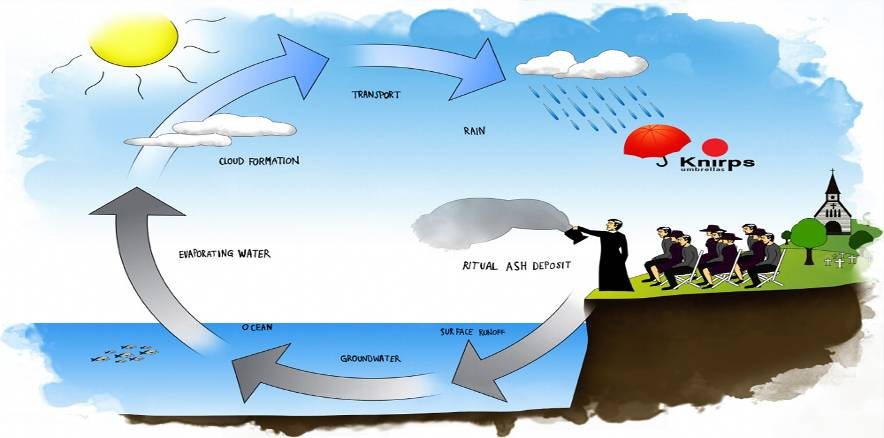 TRANSPORT
RAIN
CLOUD FORMATION
Knirps
umbrellas
EVAPORATING WATER
RITUAL ASH DEPOSIT
OCEAN
SURFACE RUNOFF
GROUNDWATER